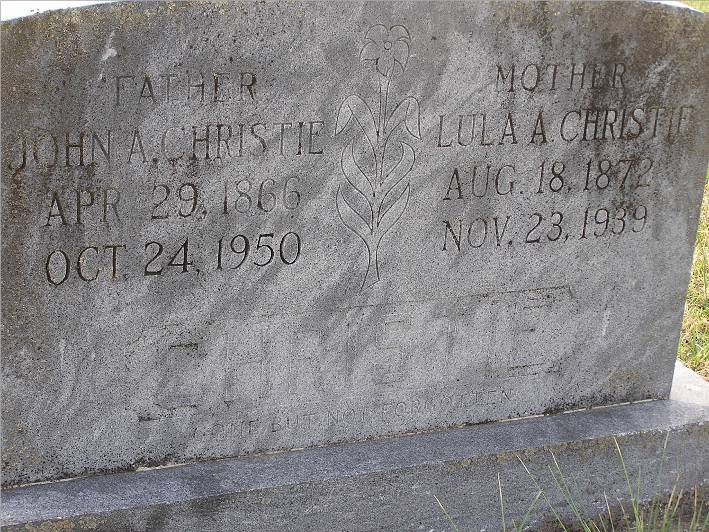 FATHER
JOHN A. CHRISTIE
APR 29, 1866
OCT. 24, 1950
MOTHER
LULA A. CHRISTIE
AUG. 18, 1872
NOV. 23, 1939
CHRISTIE
GONE BUT NOT FORGOTTEN